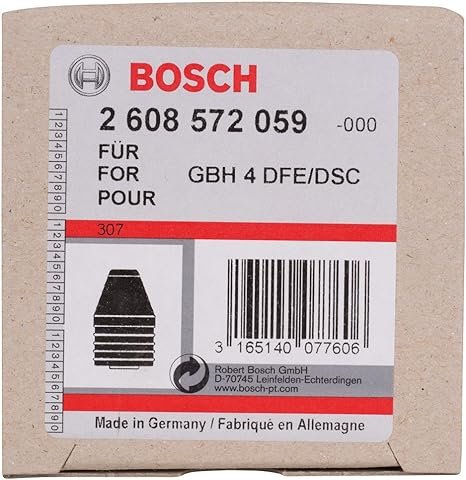 BOSCH
2 608 572 059 -000
FÜR
FOR
POUR
GBH 4 DFE/DSC
307
3 165140 077606
Robert Bosch GmbH
D-70745 Leinfelden-Echterdingen
www.bosch-pt.com
Made in Germany / Fabriqué en Allemagne